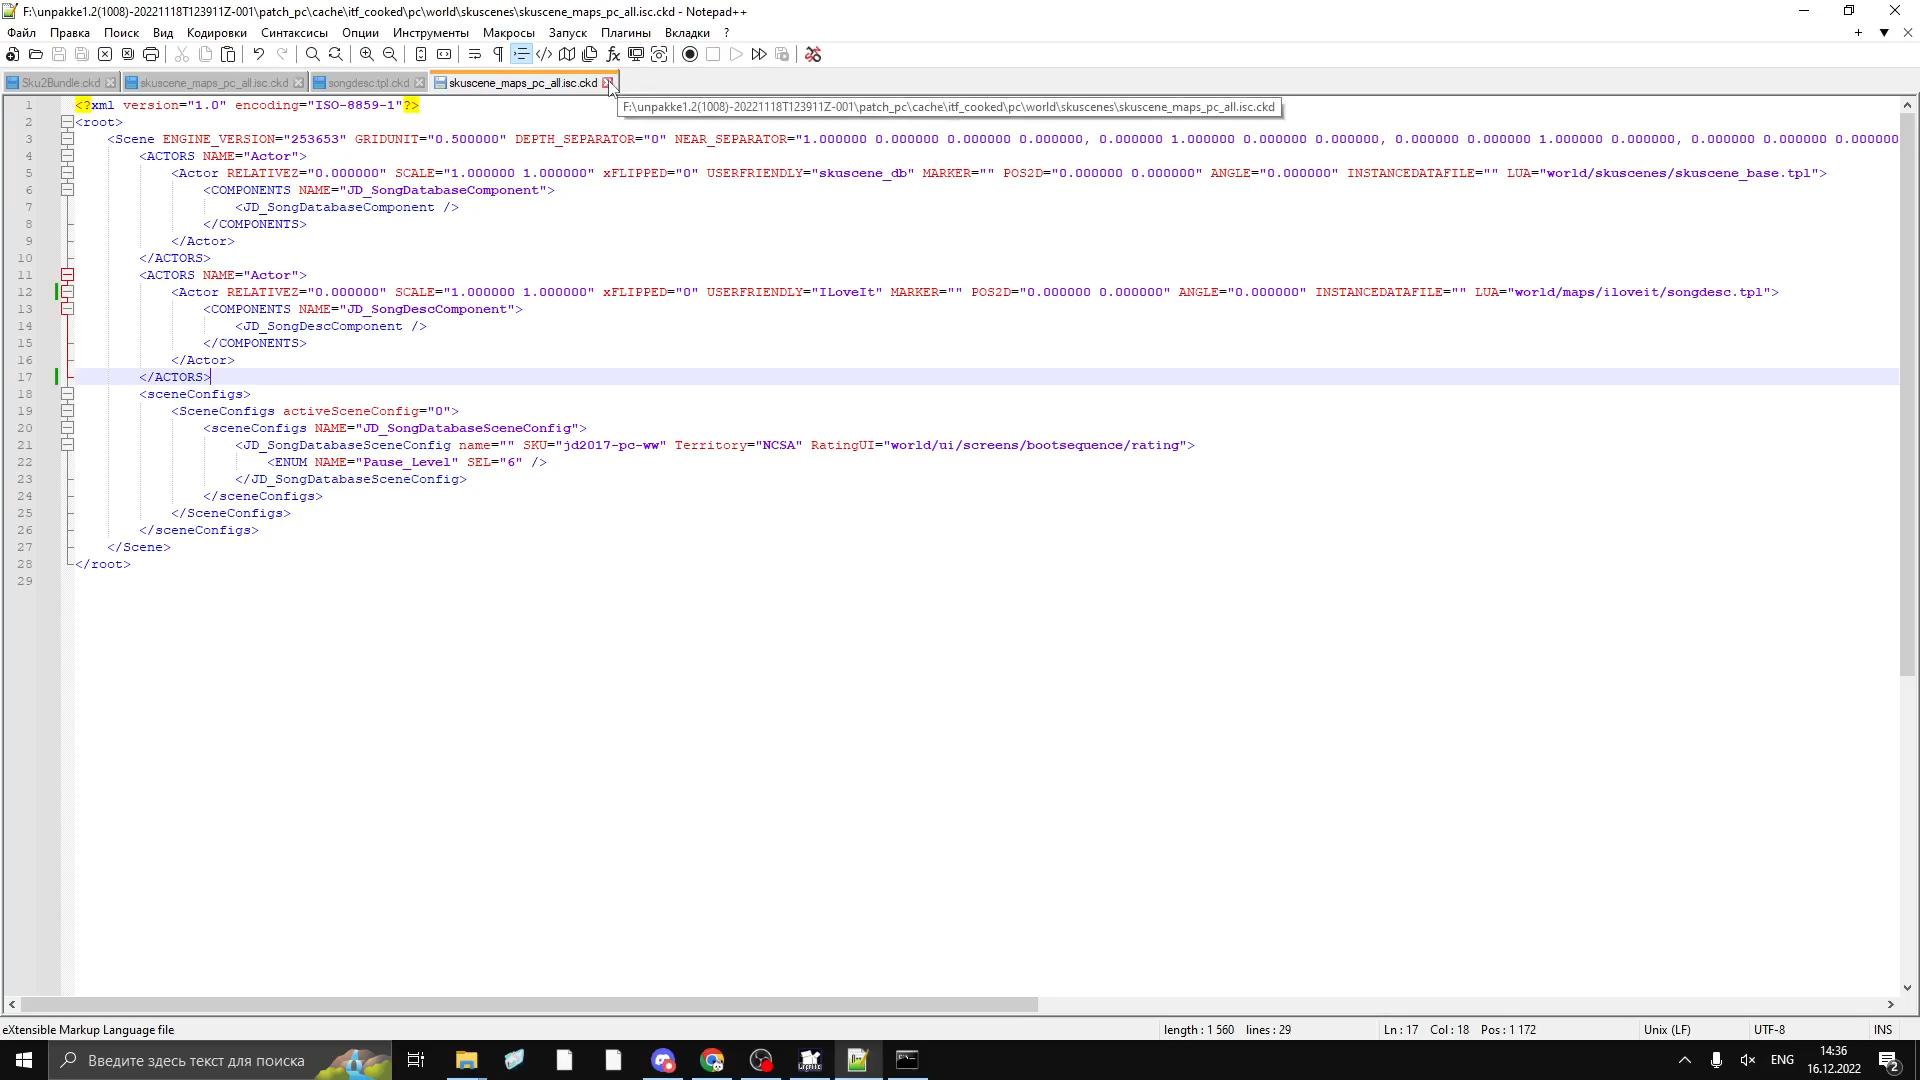 F:\unpakke1.2(1008)-20221118T123911Z-001\patch_pc\cache\itf_cooked\pc\world\skuscenes\skuscene_maps_pc_all.isc.ckd - Notepad++
Файл Правка Поиск Вид Кодировки Синтаксисы Опции Инструменты Макросы Запуск Плагины Вкладки ?
Sku2Bundle.ckd skuscene_maps_pc_all.isc.ckd songdesc.tpl.ckd skuscene_maps_pc_all.isc.ckd
F:\unpakke1.2(1008)-20221118T123911Z-001\patch_pc\cache\itf_cooked\pc\world\skuscenes\skuscene_maps_pc_all.isc.ckd
1 <?xml version="1.0" encoding="ISO-8859-1"?>
2 <root>
3 <Scene ENGINE_VERSION="253653" GRIDUNIT="0.500000" DEPTH_SEPARATOR="0" NEAR_SEPARATOR="1.000000 0.000000 0.000000 0.000000, 0.000000 1.000000 0.000000 0.000000, 0.000000 0.000000 1.000000 0.000000, 0.000000 0.000000 0.000000
4 <ACTORS NAME="Actor">
5 <Actor RELATIVEZ="0.000000" SCALE="1.000000 1.000000" xFLIPPED="0" USERFRIENDLY="skuscene_db" MARKER="" POS2D="0.000000 0.000000" ANGLE="0.000000" INSTANCEDATAFILE="" LUA="world/skuscenes/skuscene_base.tpl">
6 <COMPONENTS NAME="JD_SongDatabaseComponent">
7 <JD_SongDatabaseComponent />
8 </COMPONENTS>
9 </Actor>
10 </ACTORS>
11 <ACTORS NAME="Actor">
12 <Actor RELATIVEZ="0.000000" SCALE="1.000000 1.000000" xFLIPPED="0" USERFRIENDLY="ILoveIt" MARKER="" POS2D="0.000000 0.000000" ANGLE="0.000000" INSTANCEDATAFILE="" LUA="world/maps/iloveit/songdesc.tpl">
13 <COMPONENTS NAME="JD_SongDescComponent">
14 <JD_SongDescComponent />
15 </COMPONENTS>
16 </Actor>
17 </ACTORS>
18 <sceneConfigs>
19 <SceneConfigs activeSceneConfig="0">
20 <sceneConfigs NAME="JD_SongDatabaseSceneConfig">
21 <JD_SongDatabaseSceneConfig name="" SKU="jd2017-pc-ww" Territory="NCSA" RatingUI="world/ui/screens/bootsequence/rating">
22 <ENUM NAME="Pause_Level" SEL="6" />
23 </JD_SongDatabaseSceneConfig>
24 </sceneConfigs>
25 </SceneConfigs>
26 </sceneConfigs>
27 </Scene>
28 </root>
29
eXtensible Markup Language file length : 1 560 lines : 29 Ln : 17 Col : 18 Pos : 1 172 Unix (LF) UTF-8 INS
Введите здесь текст для поиска ENG 14:36
16.12.2022 2